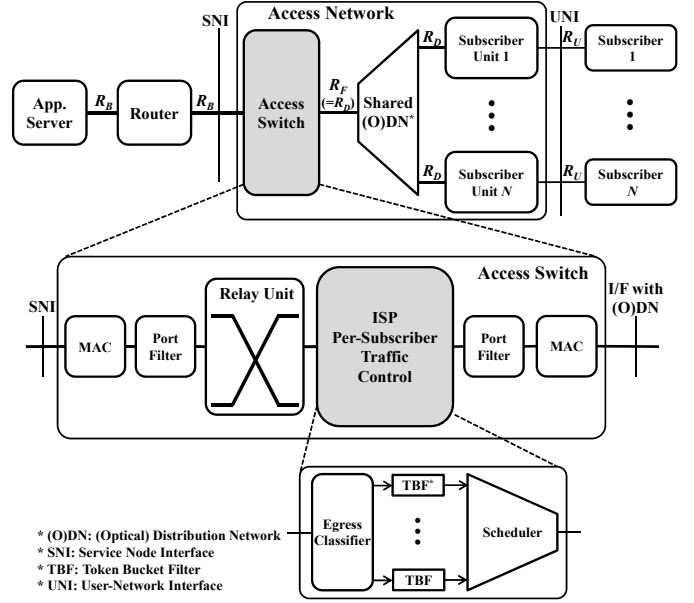 Access Network
SNI
UNI
App.
Server
R_B
Router
R_B
Access
Switch
R_F
(=R_D)
Shared
(O)DN*
R_D
Subscriber
Unit 1
R_U
Subscriber
1
R_D
Subscriber
Unit N
R_U
Subscriber
N
Access Switch
SNI
I/F with
(O)DN
MAC
Port
Filter
Relay Unit
ISP
Per-Subscriber
Traffic
Control
Port
Filter
MAC
Egress
Classifier
TBF*
TBF
Scheduler
* (O)DN: (Optical) Distribution Network
* SNI: Service Node Interface
* TBF: Token Bucket Filter
* UNI: User-Network Interface